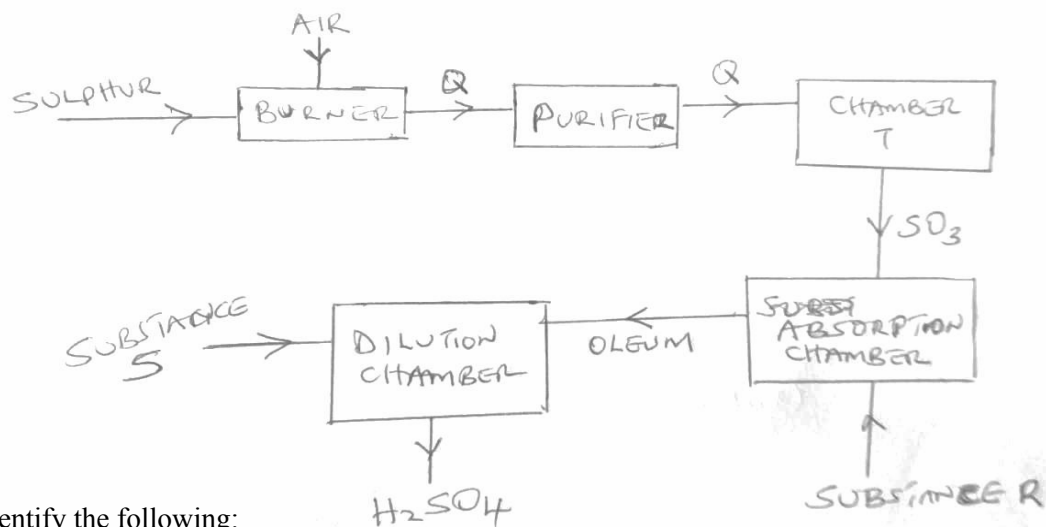 AIR
SULPHUR
BURNER
Q
PURIFIER
Q
CHAMBER
T
SO3
SUBSTANCE
S
DILUTION
CHAMBER
OLEUM
ABSORPTION
CHAMBER
H2SO4
SUBSTANCE R
entify the following: